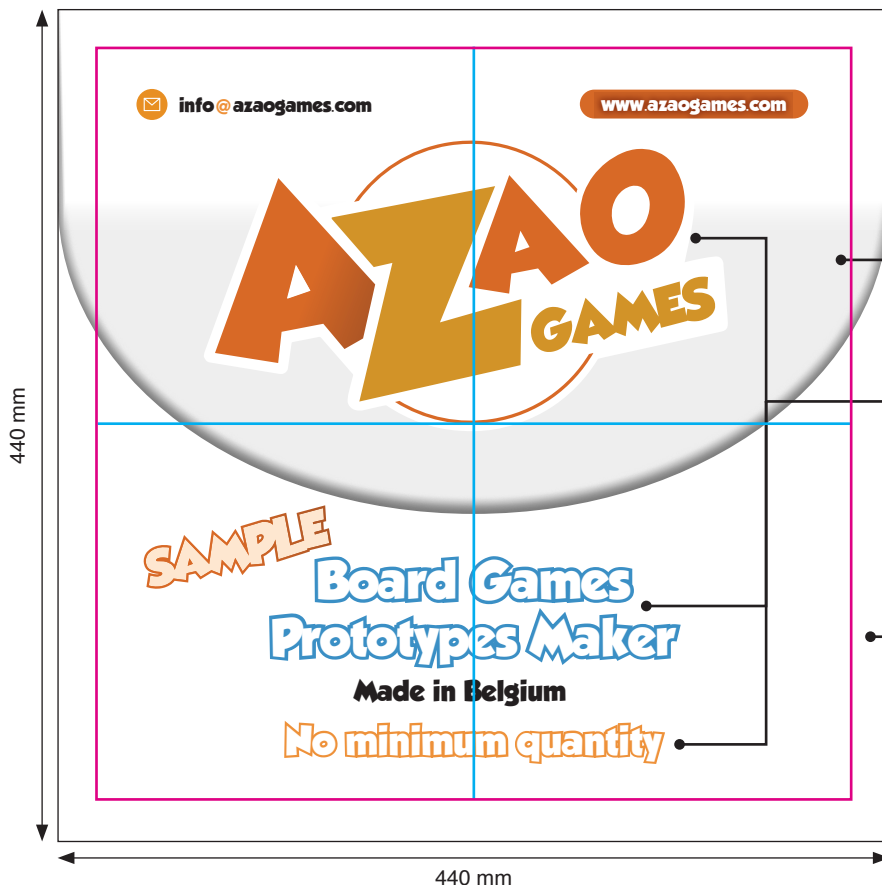 info@azaogames.com
www.azaogames.com
AZAO
GAMES
440 mm
SAMPLE
Board Games
Prototypes Maker
Made in Belgium
No minimum quantity
440 mm